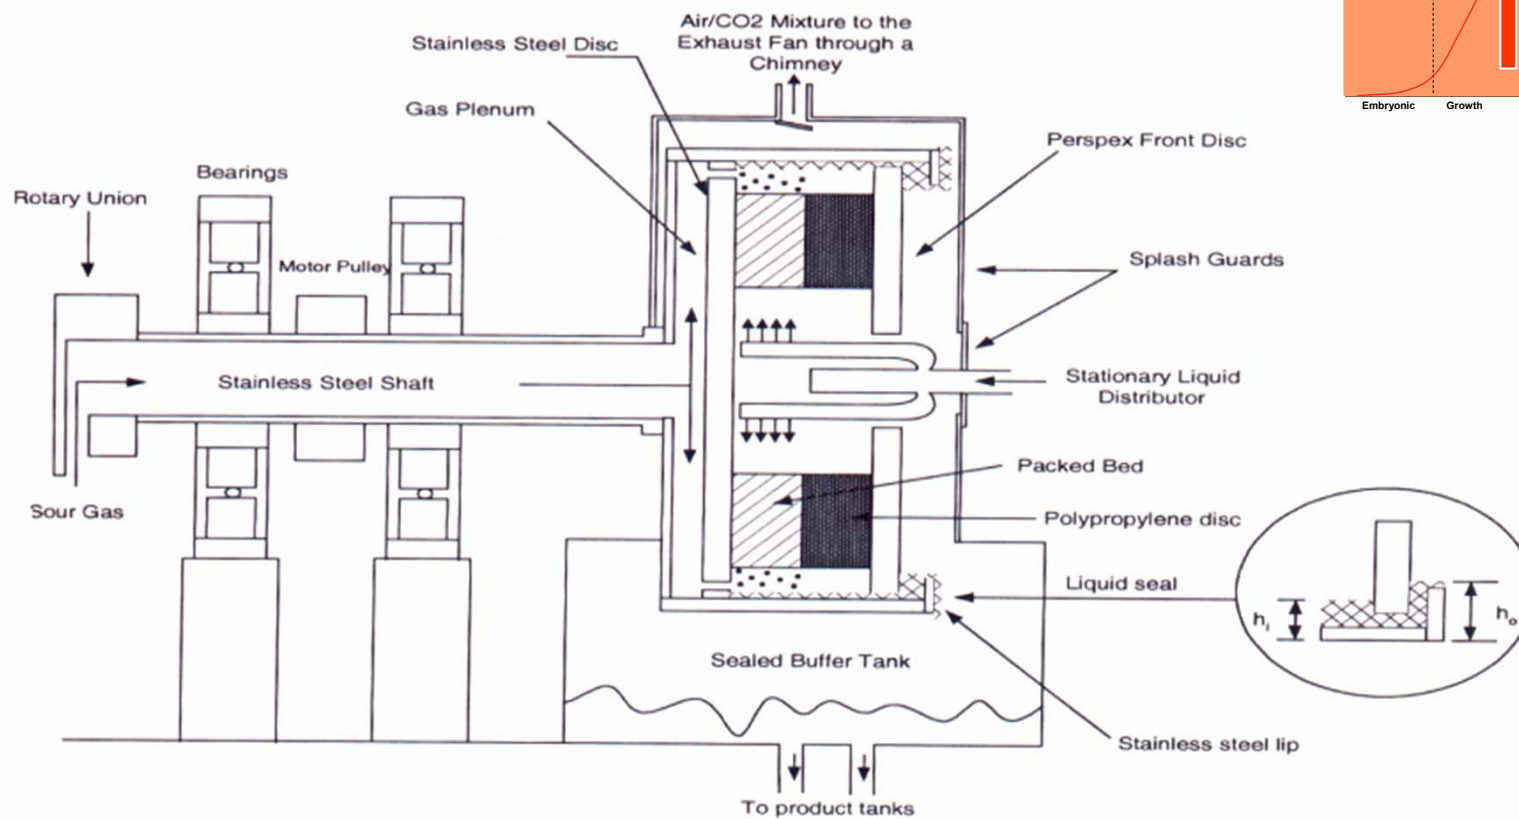 Air/CO2 Mixture to the
Exhaust Fan through a
Chimney
Stainless Steel Disc
Gas Plenum
Embryonic
Growth
Perspex Front Disc
Bearings
Rotary Union
Motor Pulley
Splash Guards
Stainless Steel Shaft
Stationary Liquid
Distributor
Packed Bed
Sour Gas
Polypropylene disc
Liquid seal
hi
ho
Sealed Buffer Tank
Stainless steel lip
To product tanks